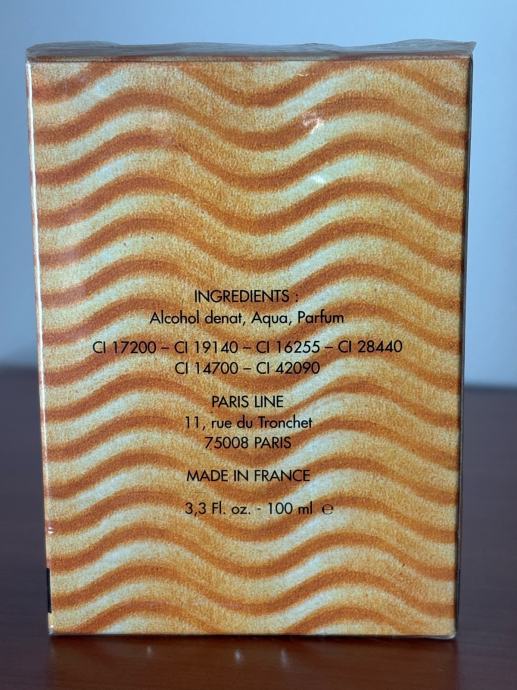 INGREDIENTS :
Alcohol denat, Aqua, Parfum
CI 17200 – CI 19140 – CI 16255 – CI 28440
CI 14700 – CI 42090
PARIS LINE
11, rue du Tronchet
75008 PARIS
MADE IN FRANCE
3,3 Fl. oz. - 100 ml ℮